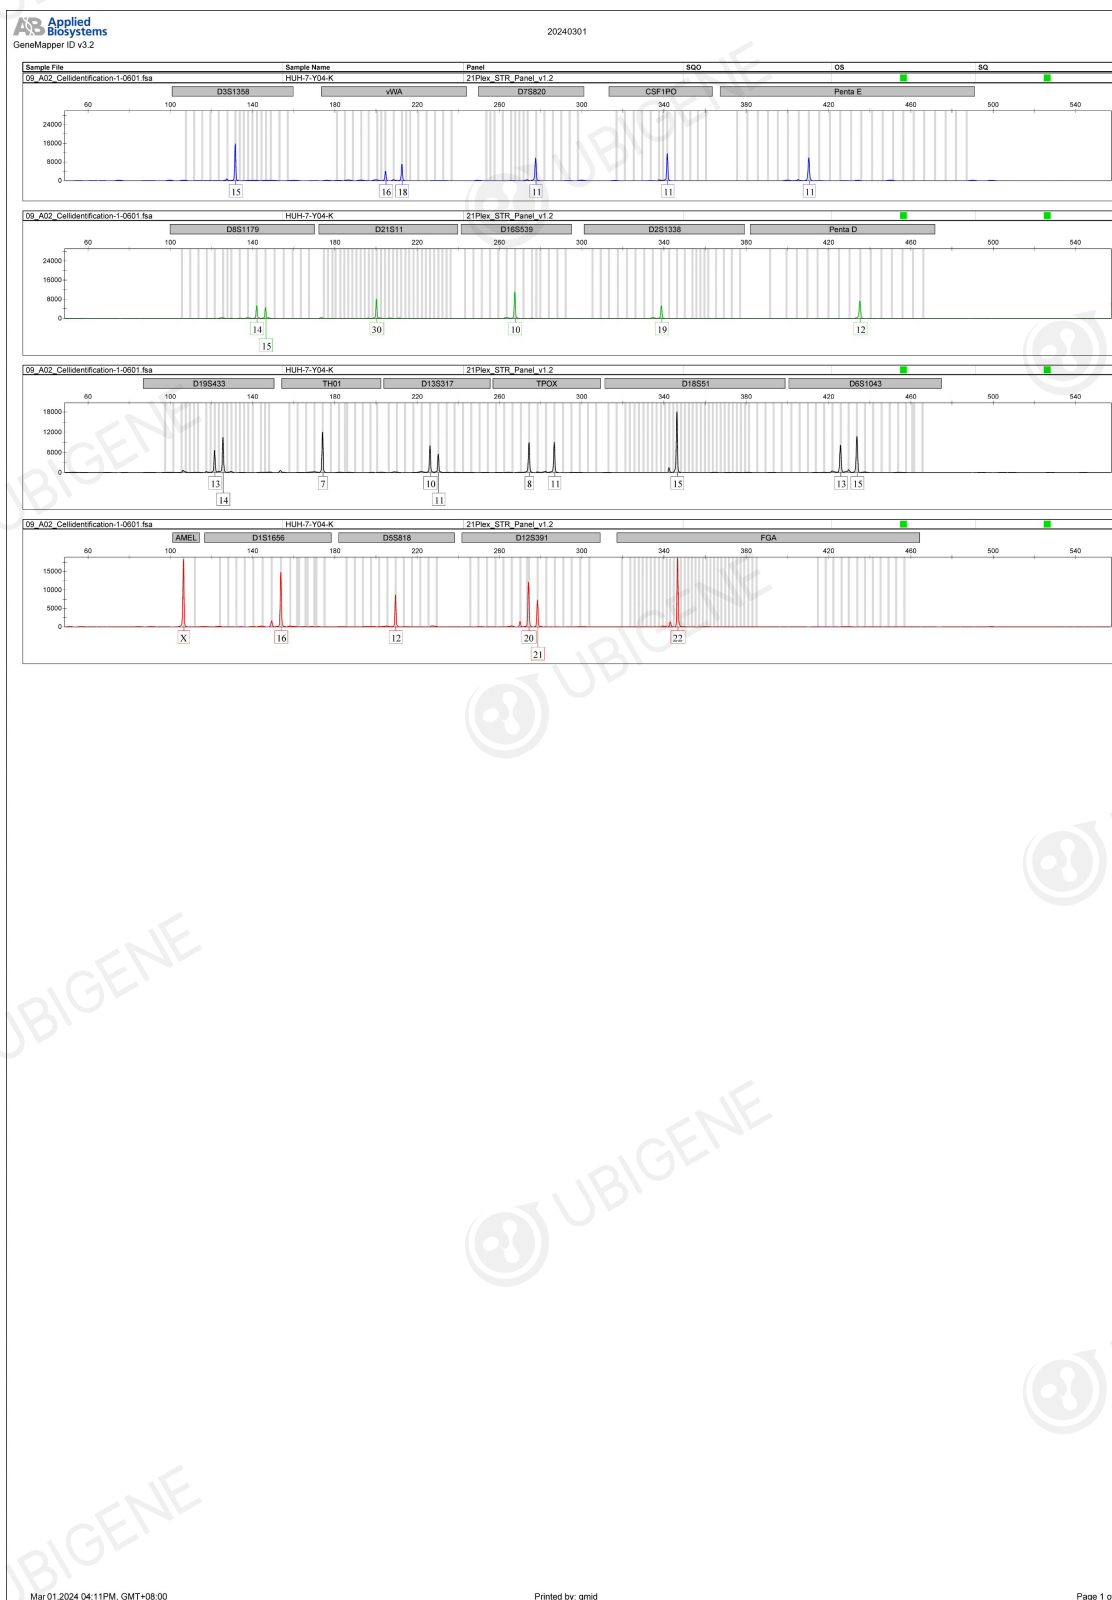 AB Applied
Biosystems
20240301
GeneMapper ID v3.2
Sample File Sample Name Panel SQO OS SQ
09_A02_Cellidentification-1-0601.fsa HUH-7-Y04-K 21Plex_STR_Panel_v1.2
D3S1358 vWA D7S820 CSF1PO Penta E
60 100 140 180 220 260 300 340 380 420 460 500 540
24000
16000
8000
0
15 16 18 11 11 11
09_A02_Cellidentification-1-0601.fsa HUH-7-Y04-K 21Plex_STR_Panel_v1.2
D8S1179 D21S11 D16S539 D2S1338 Penta D
60 100 140 180 220 260 300 340 380 420 460 500 540
24000
16000
8000
0
14 30 10 19 12
15
09_A02_Cellidentification-1-0601.fsa HUH-7-Y04-K 21Plex_STR_Panel_v1.2
D19S433 TH01 D13S317 TPOX D18S51 D6S1043
60 100 140 180 220 260 300 340 380 420 460 500 540
18000
12000
6000
0
13 7 10 8 11 15 13 15
14 11
09_A02_Cellidentification-1-0601.fsa HUH-7-Y04-K 21Plex_STR_Panel_v1.2
AMEL D1S1656 D5S818 D12S391 FGA
60 100 140 180 220 260 300 340 380 420 460 500 540
15000
10000
5000
0
X 16 12 20 22
21
UBIGENE
UBIGENE
UBIGENE
UBIGENE
UBIGENE
UBIGENE
Mar 01,2024 04:11PM, GMT+08:00 Printed by: gmid Page 1 of